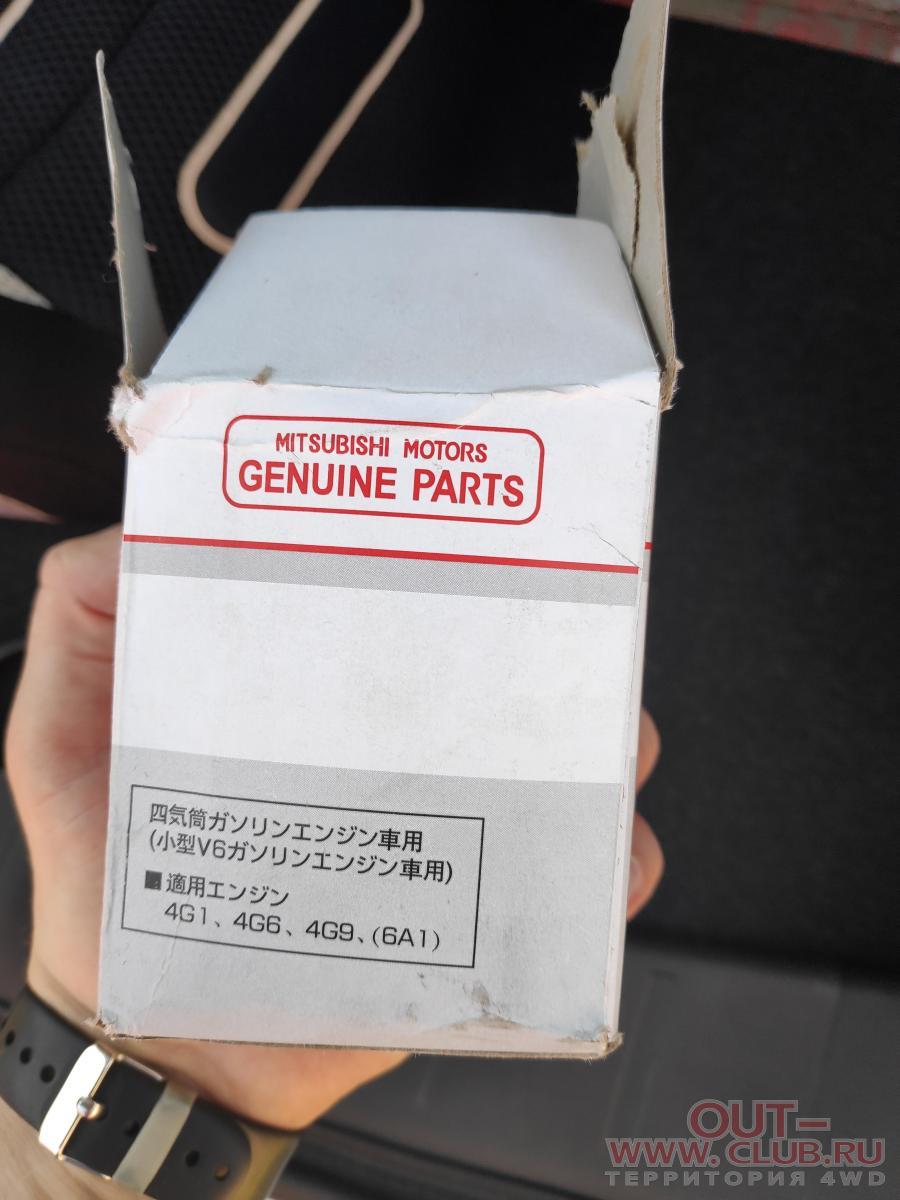 MITSUBISHI MOTORS
GENUINE PARTS
四気筒ガソリンエンジン車用
(小型V6ガソリンエンジン車用)
■適用エンジン
4G1、4G6、4G9、(6A1)
OUT-
WWW.CLUB.RU
ТЕРРИТОРИЯ 4WD